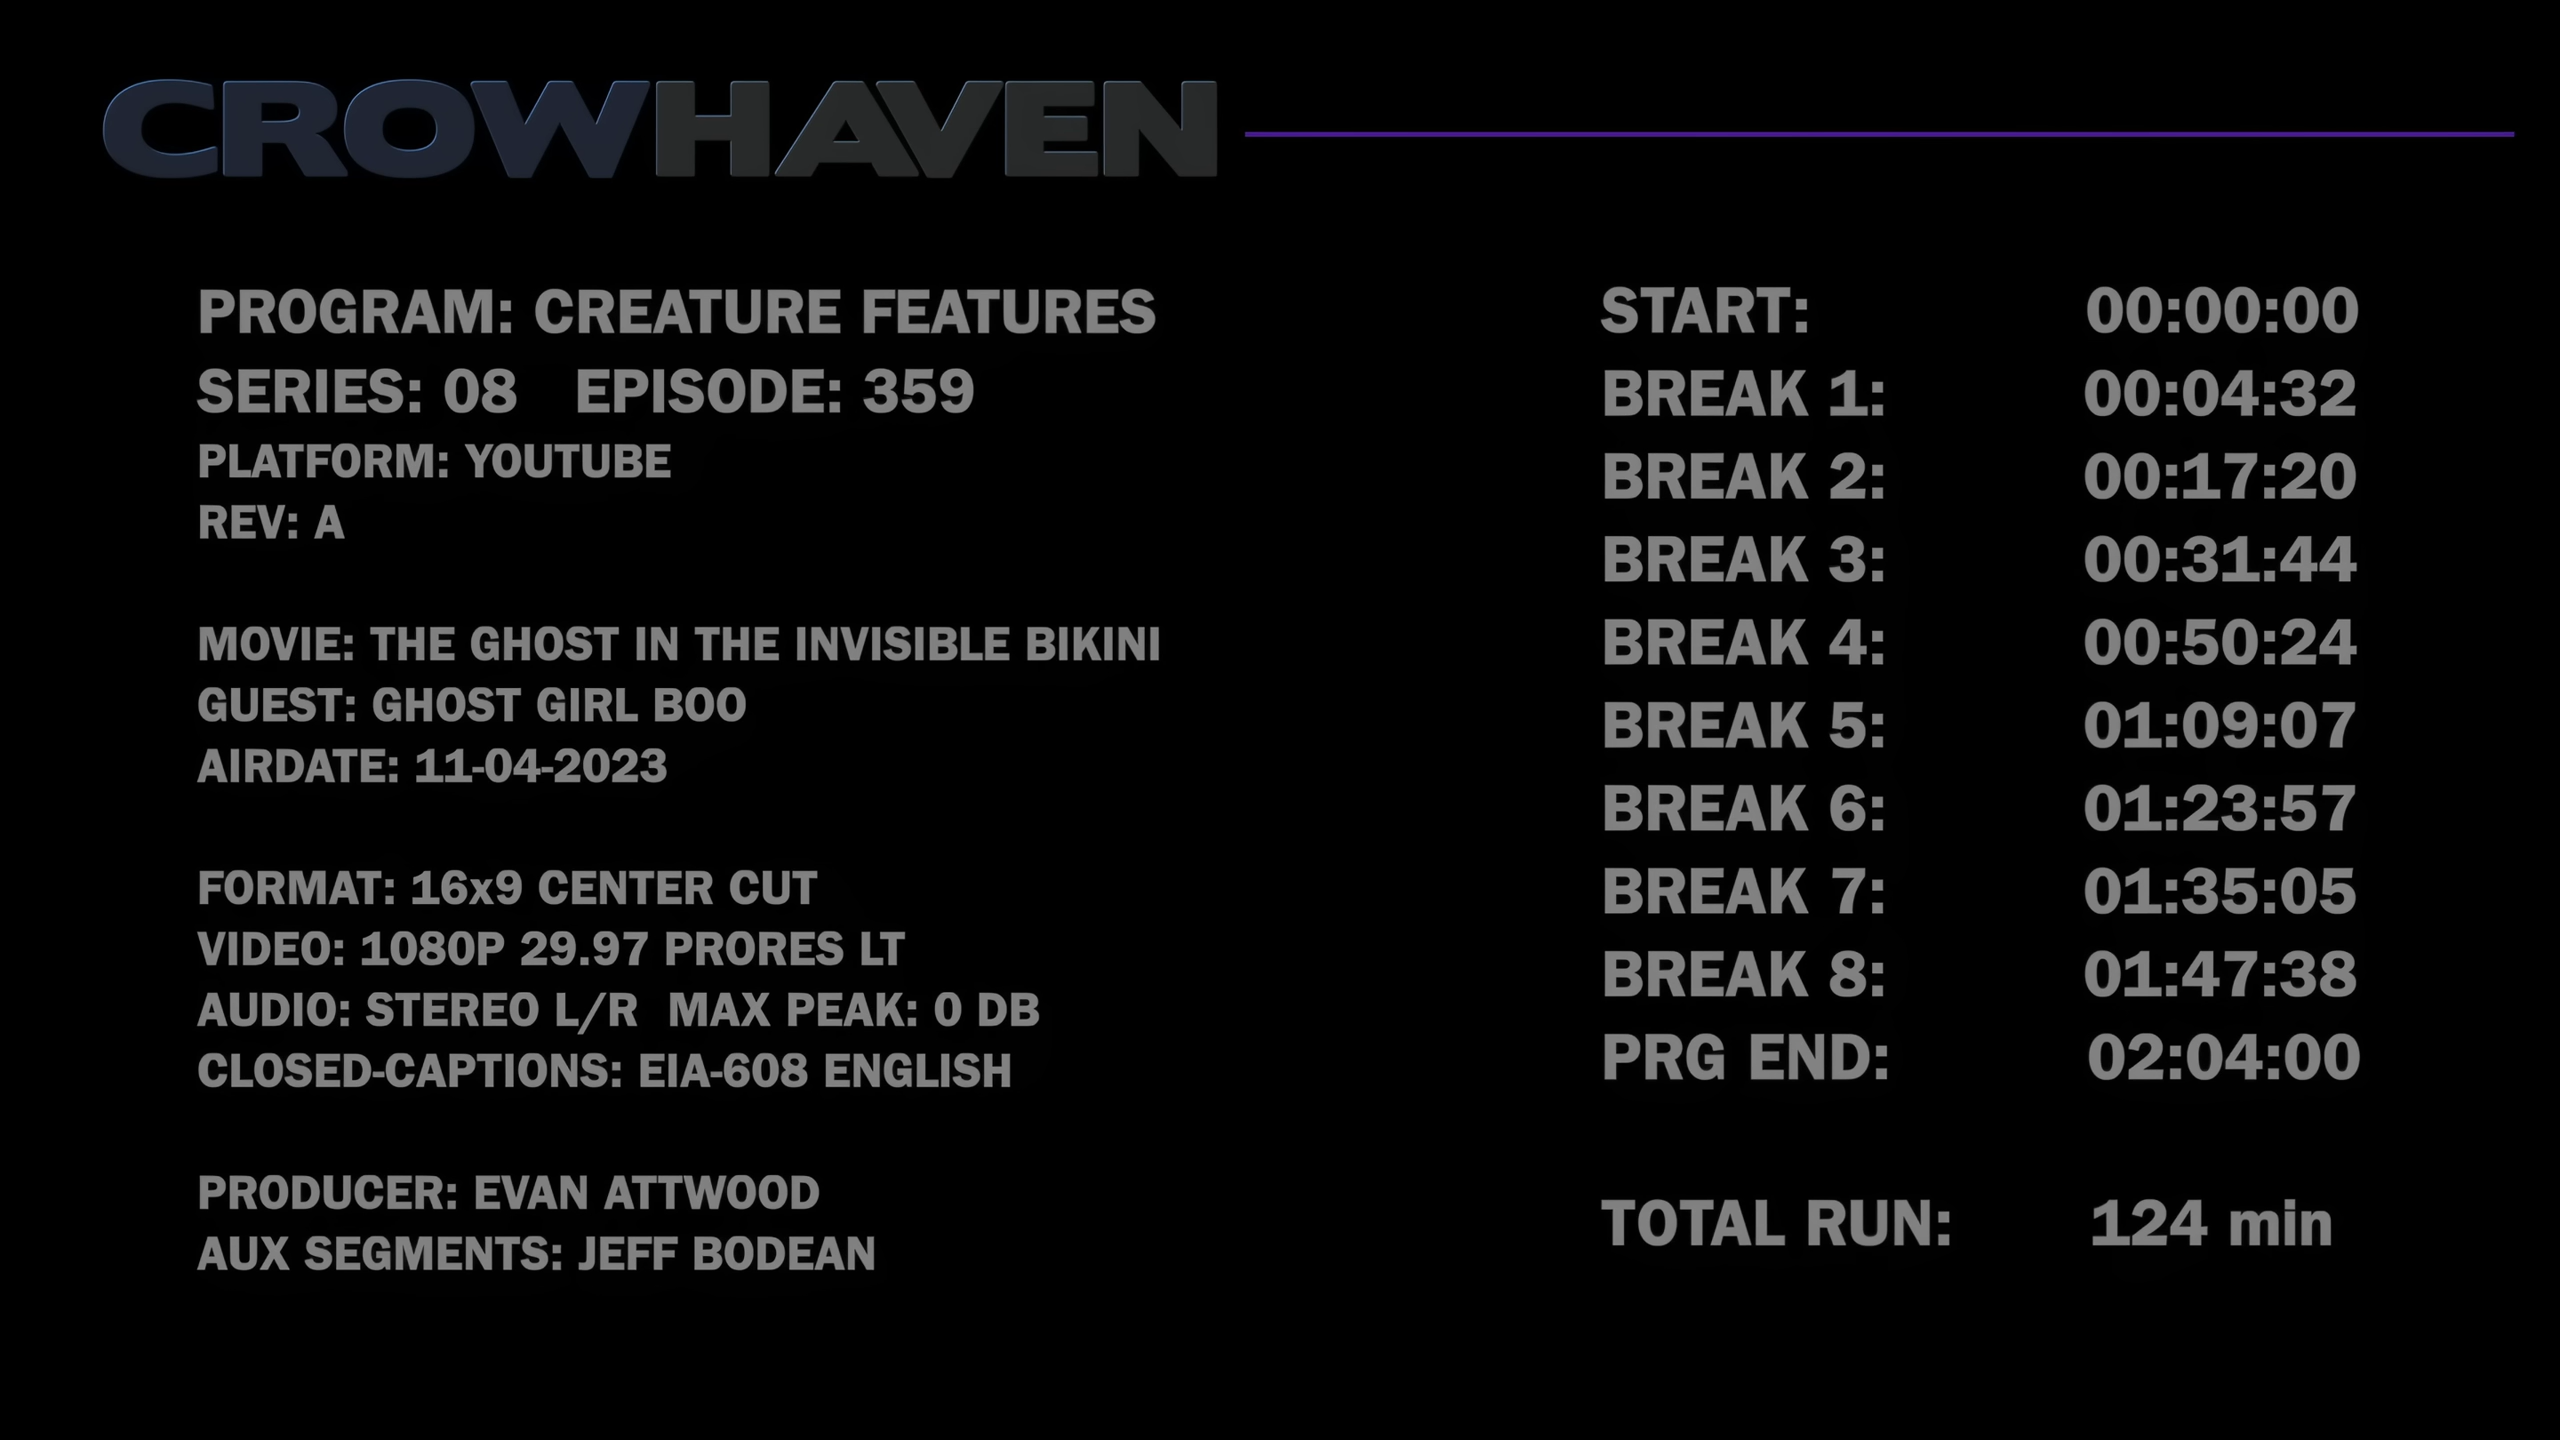 CROWHAVEN
PROGRAM: CREATURE FEATURES
SERIES: 08 EPISODE: 359
PLATFORM: YOUTUBE
REV: A
MOVIE: THE GHOST IN THE INVISIBLE BIKINI
GUEST: GHOST GIRL BOO
AIRDATE: 11-04-2023
FORMAT: 16x9 CENTER CUT
VIDEO: 1080P 29.97 PRORES LT
AUDIO: STEREO L/R MAX PEAK: 0 DB
CLOSED-CAPTIONS: EIA-608 ENGLISH
PRODUCER: EVAN ATTWOOD
AUX SEGMENTS: JEFF BODEAN
START: 00:00:00
BREAK 1: 00:04:32
BREAK 2: 00:17:20
BREAK 3: 00:31:44
BREAK 4: 00:50:24
BREAK 5: 01:09:07
BREAK 6: 01:23:57
BREAK 7: 01:35:05
BREAK 8: 01:47:38
PRG END: 02:04:00
TOTAL RUN: 124 min